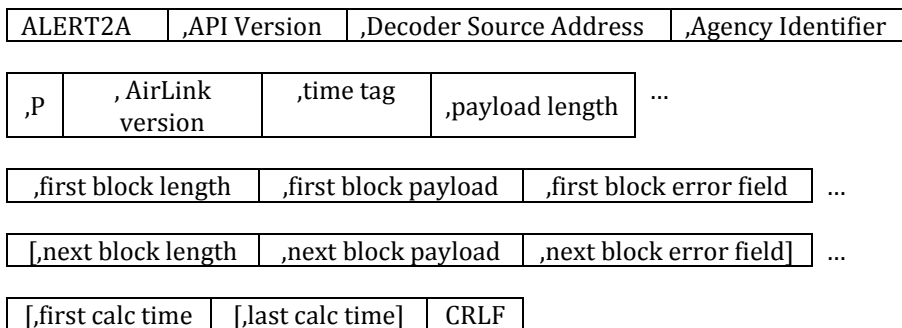 ALERT2A ,API Version ,Decoder Source Address ,Agency Identifier
,P , AirLink version ,time tag ,payload length …
,first block length ,first block payload ,first block error field …
[,next block length ,next block payload ,next block error field] …
[,first calc time [,last calc time] CRLF